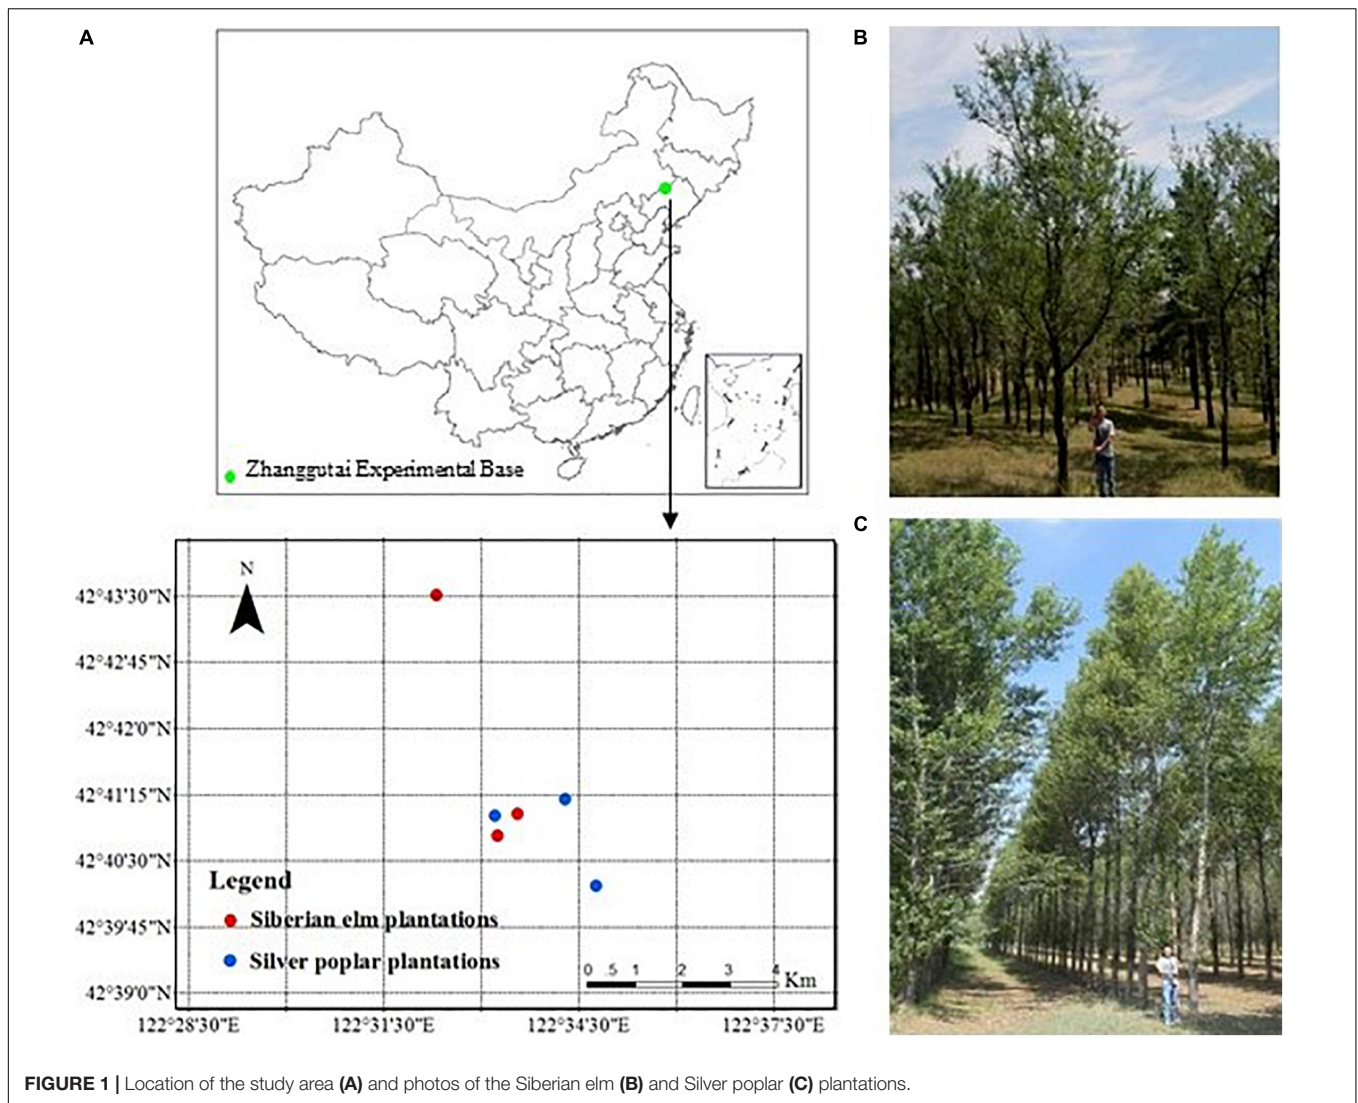 A
B
Zhanggutai Experimental Base
C
N
42°43'30"N
42°42'45"N
42°42'0"N
42°41'15"N
42°40'30"N
42°39'45"N
42°39'0"N
Legend
Siberian elm plantations
Silver poplar plantations
0 .5 1 2 3 4 Km
122°28'30"E 122°31'30"E 122°34'30"E 122°37'30"E
FIGURE 1 | Location of the study area (A) and photos of the Siberian elm (B) and Silver poplar (C) plantations.